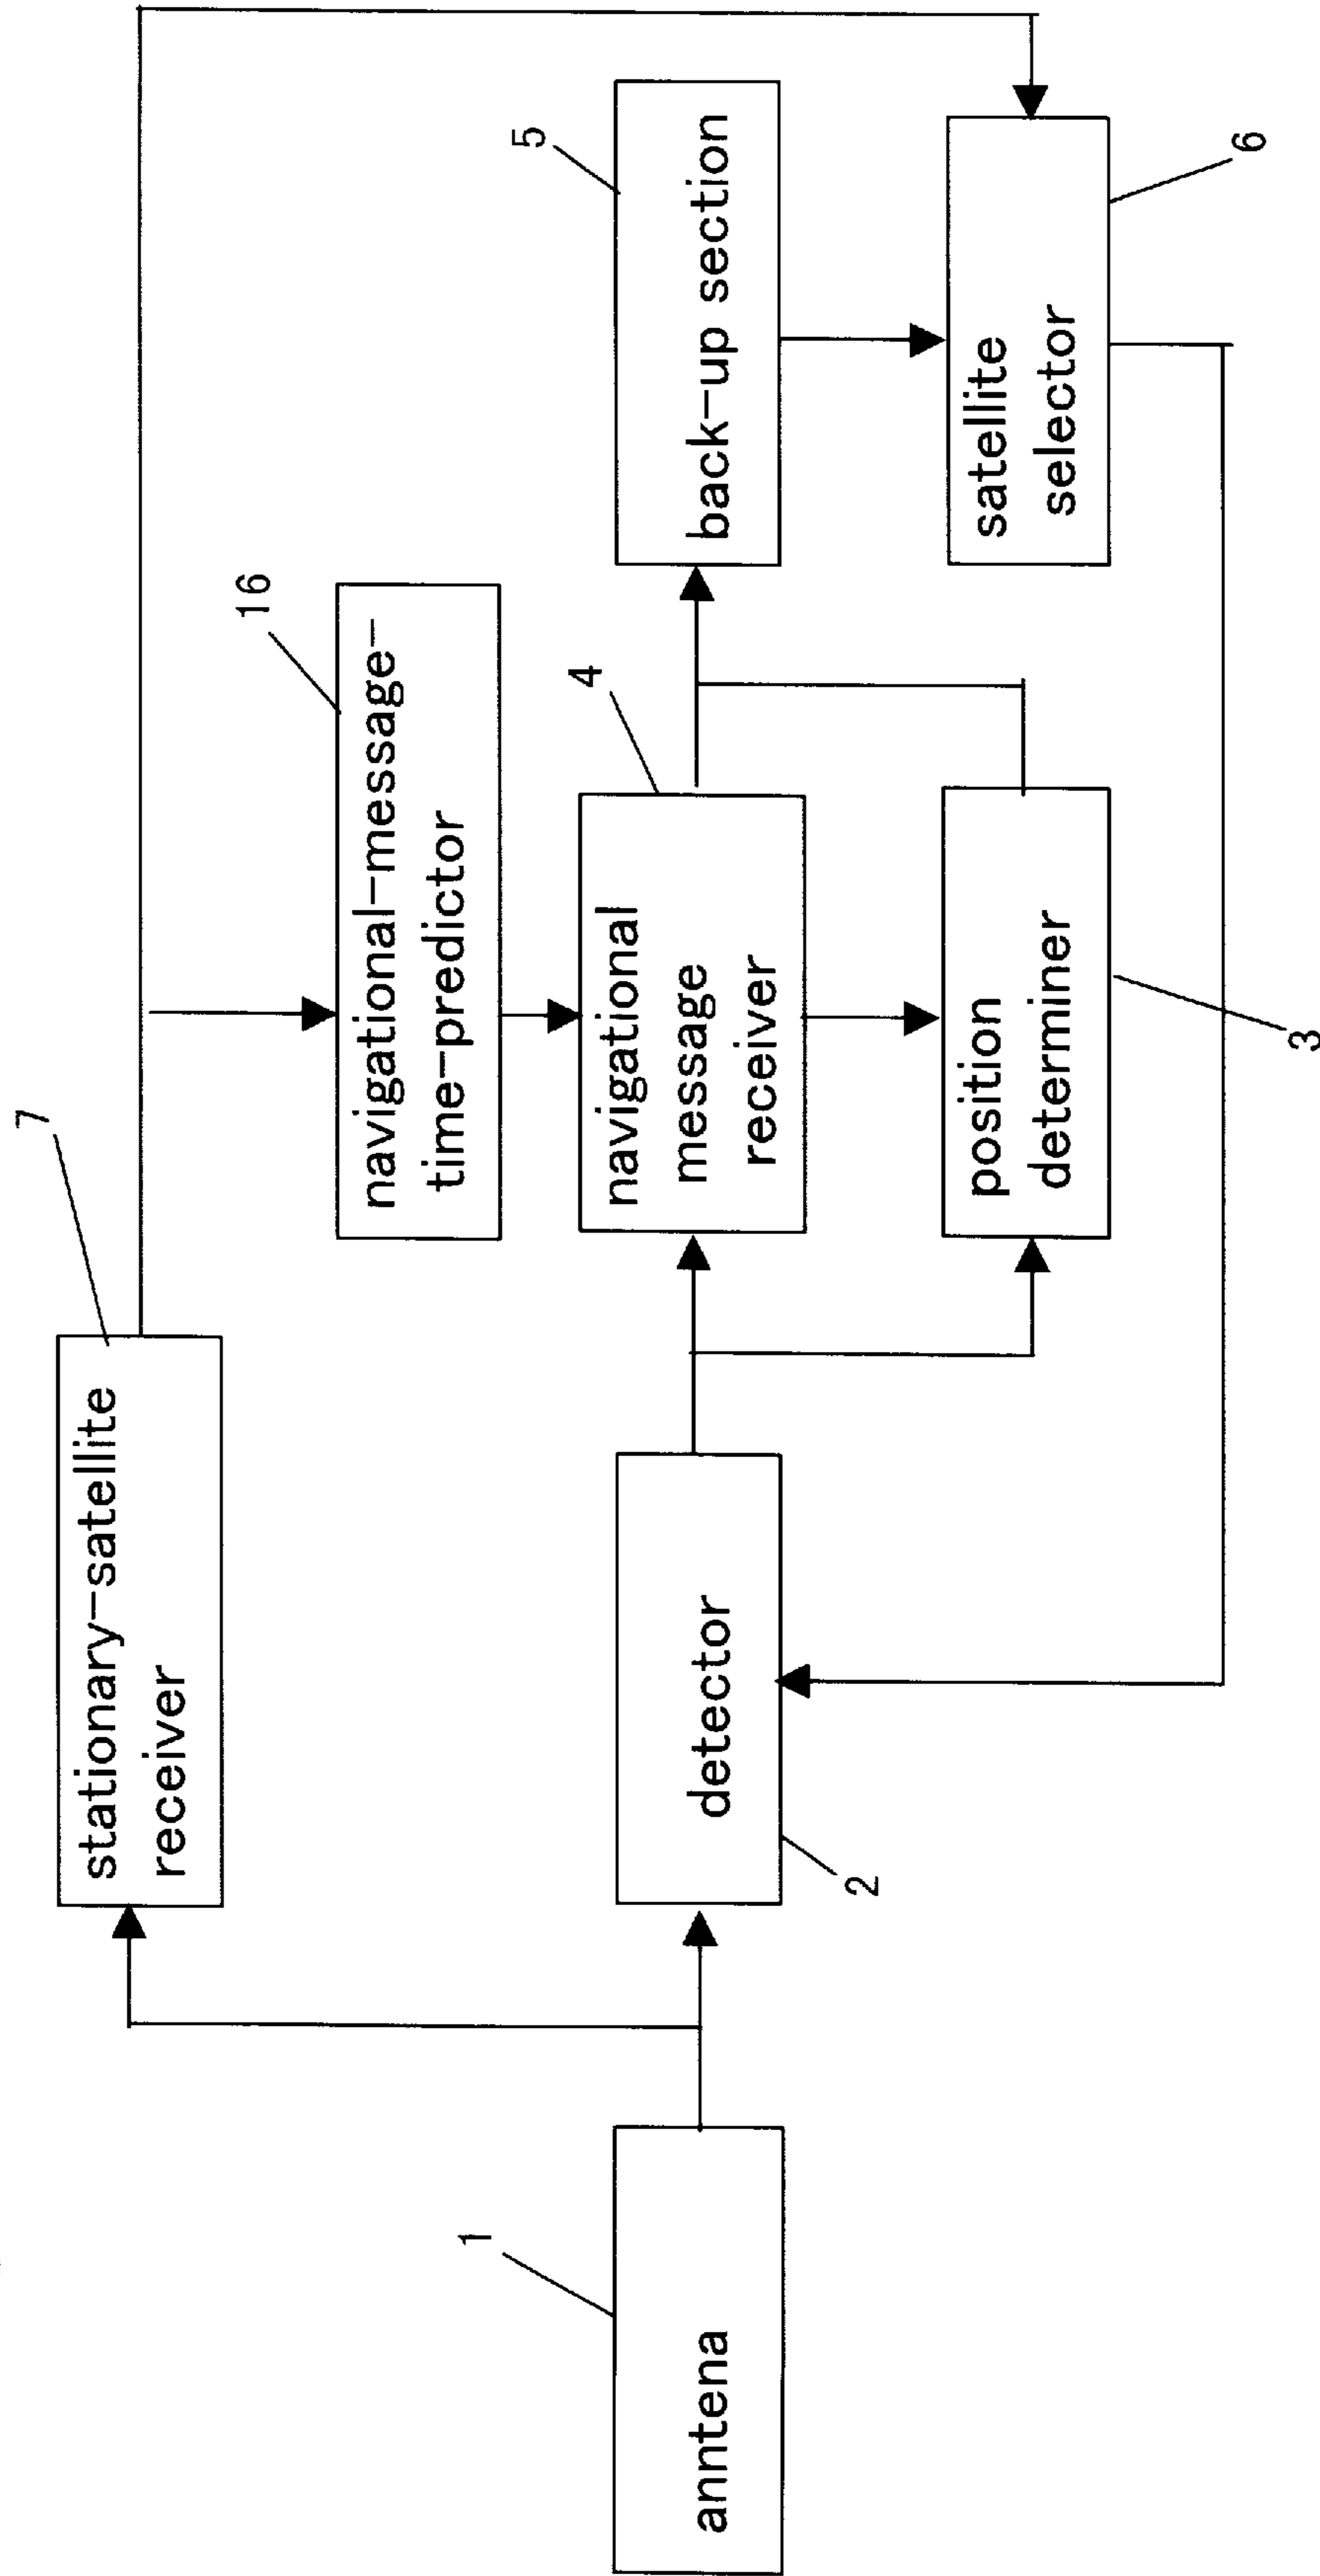 7
stationary-satellite
receiver
16
navigational-message-
time-predictor
1
anntena
detector
2
4
navigational
message
receiver
5
back-up section
position
determiner
3
satellite
selector
6